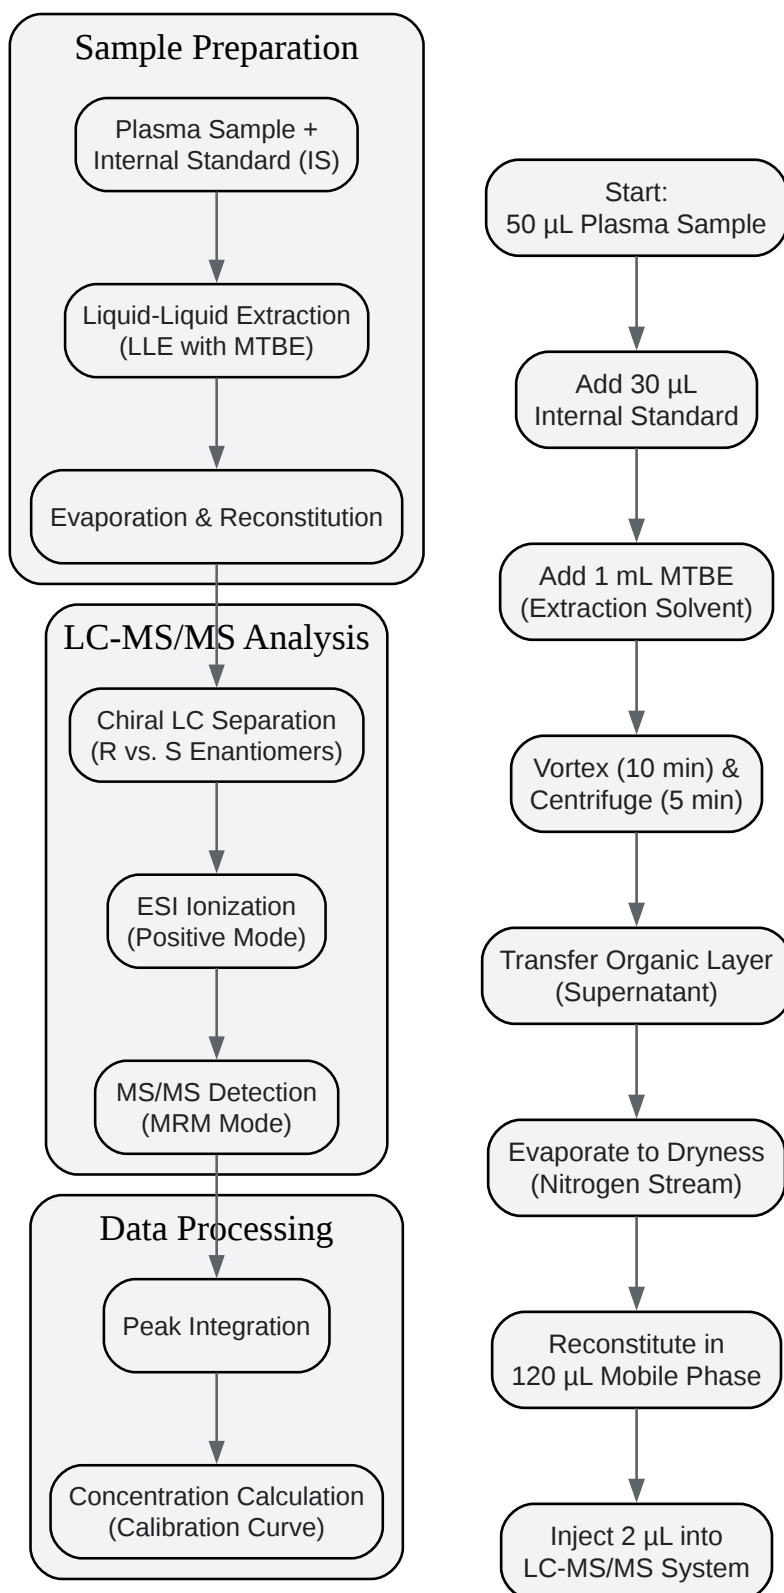 Sample Preparation
Plasma Sample +
Internal Standard (IS)
Liquid-Liquid Extraction
(LLE with MTBE)
Evaporation & Reconstitution
LC-MS/MS Analysis
Chiral LC Separation
(R vs. S Enantiomers)
ESI Ionization
(Positive Mode)
MS/MS Detection
(MRM Mode)
Data Processing
Peak Integration
Concentration Calculation
(Calibration Curve)
Start:
50 µL Plasma Sample
Add 30 µL
Internal Standard
Add 1 mL MTBE
(Extraction Solvent)
Vortex (10 min) &
Centrifuge (5 min)
Transfer Organic Layer
(Supernatant)
Evaporate to Dryness
(Nitrogen Stream)
Reconstitute in
120 µL Mobile Phase
Inject 2 µL into
LC-MS/MS System